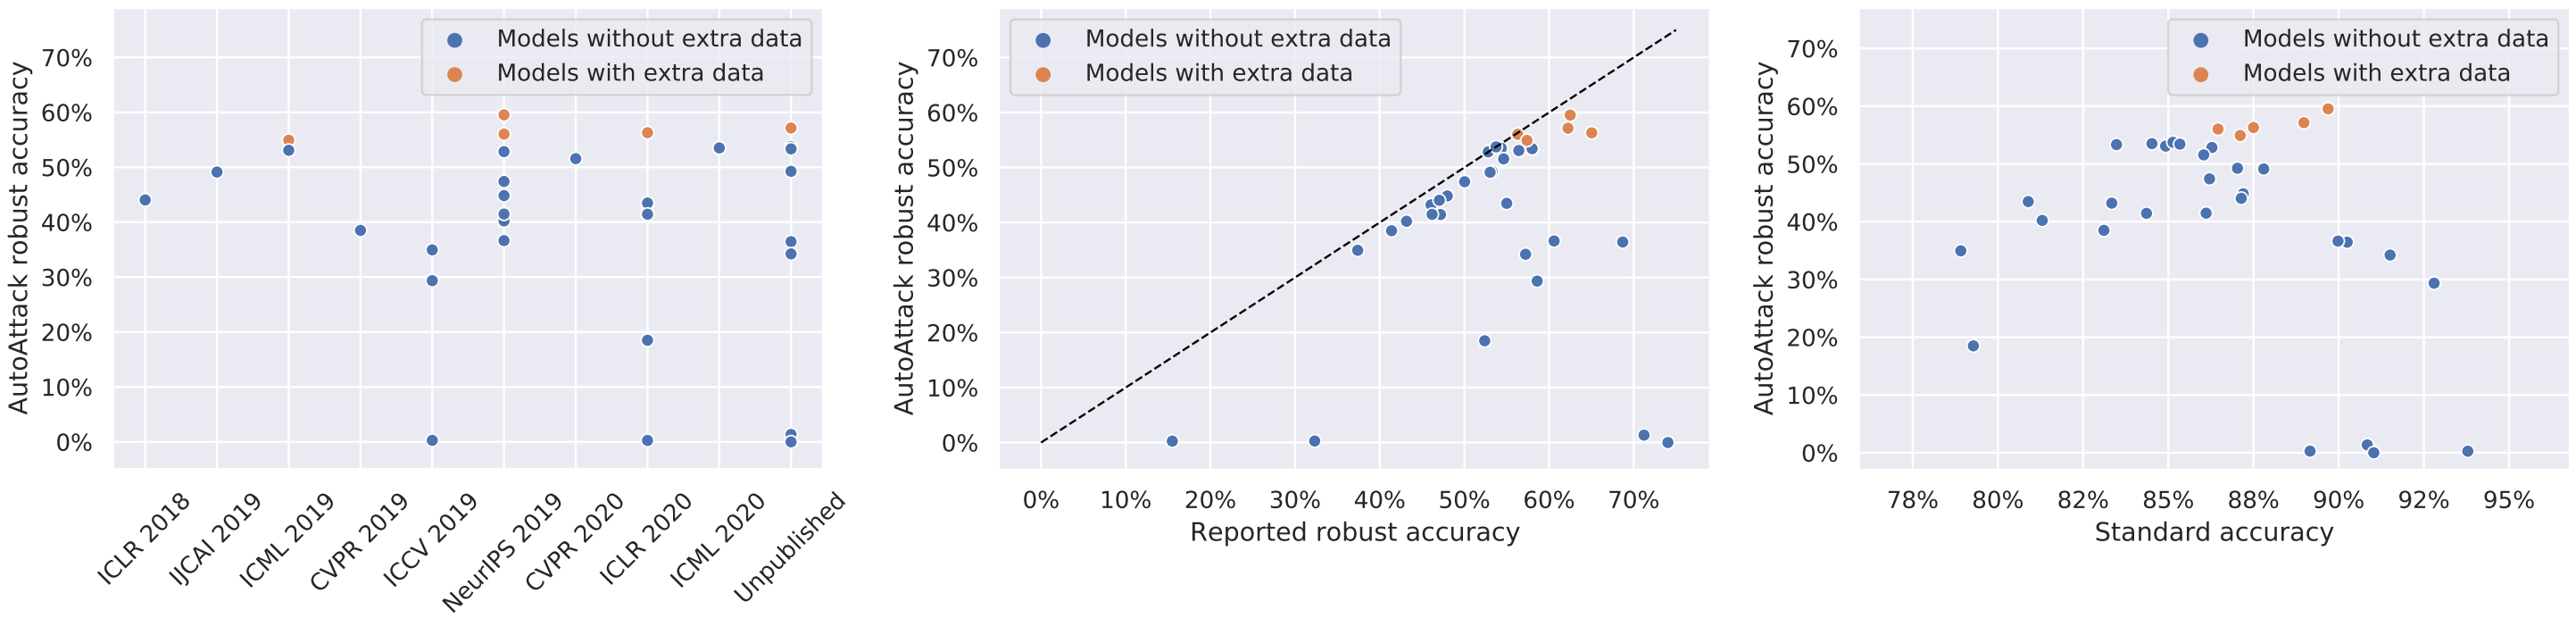 AutoAttack robust accuracy
70%
60%
50%
40%
30%
20%
10%
0%
Models without extra data
Models with extra data
ICLR 2018
IJCAI 2019
ICML 2019
CVPR 2019
ICCV 2019
NeurIPS 2019
CVPR 2020
ICLR 2020
ICML 2020
Unpublished
AutoAttack robust accuracy
70%
60%
50%
40%
30%
20%
10%
0%
Models without extra data
Models with extra data
0% 10% 20% 30% 40% 50% 60% 70%
Reported robust accuracy
AutoAttack robust accuracy
70%
60%
50%
40%
30%
20%
10%
0%
Models without extra data
Models with extra data
78% 80% 82% 85% 88% 90% 92% 95%
Standard accuracy